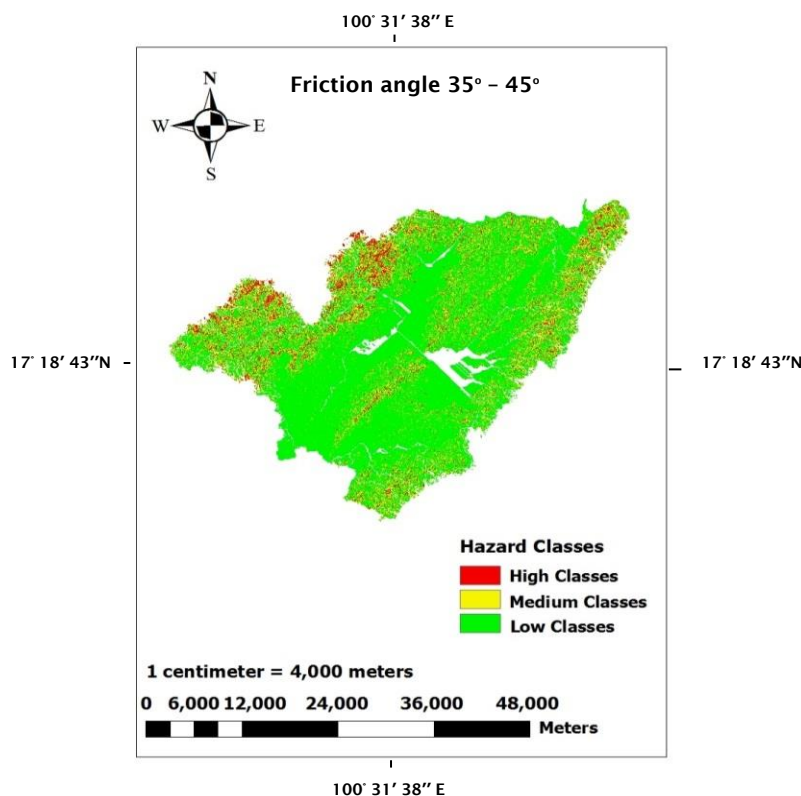 100° 31′ 38″ E
Friction angle 35° – 45°
N
W E
S
17° 18′ 43″N – 17° 18′ 43″N
Hazard Classes
High Classes
Medium Classes
Low Classes
1 centimeter = 4,000 meters
0 6,000 12,000 24,000 36,000 48,000
Meters
100° 31′ 38″ E